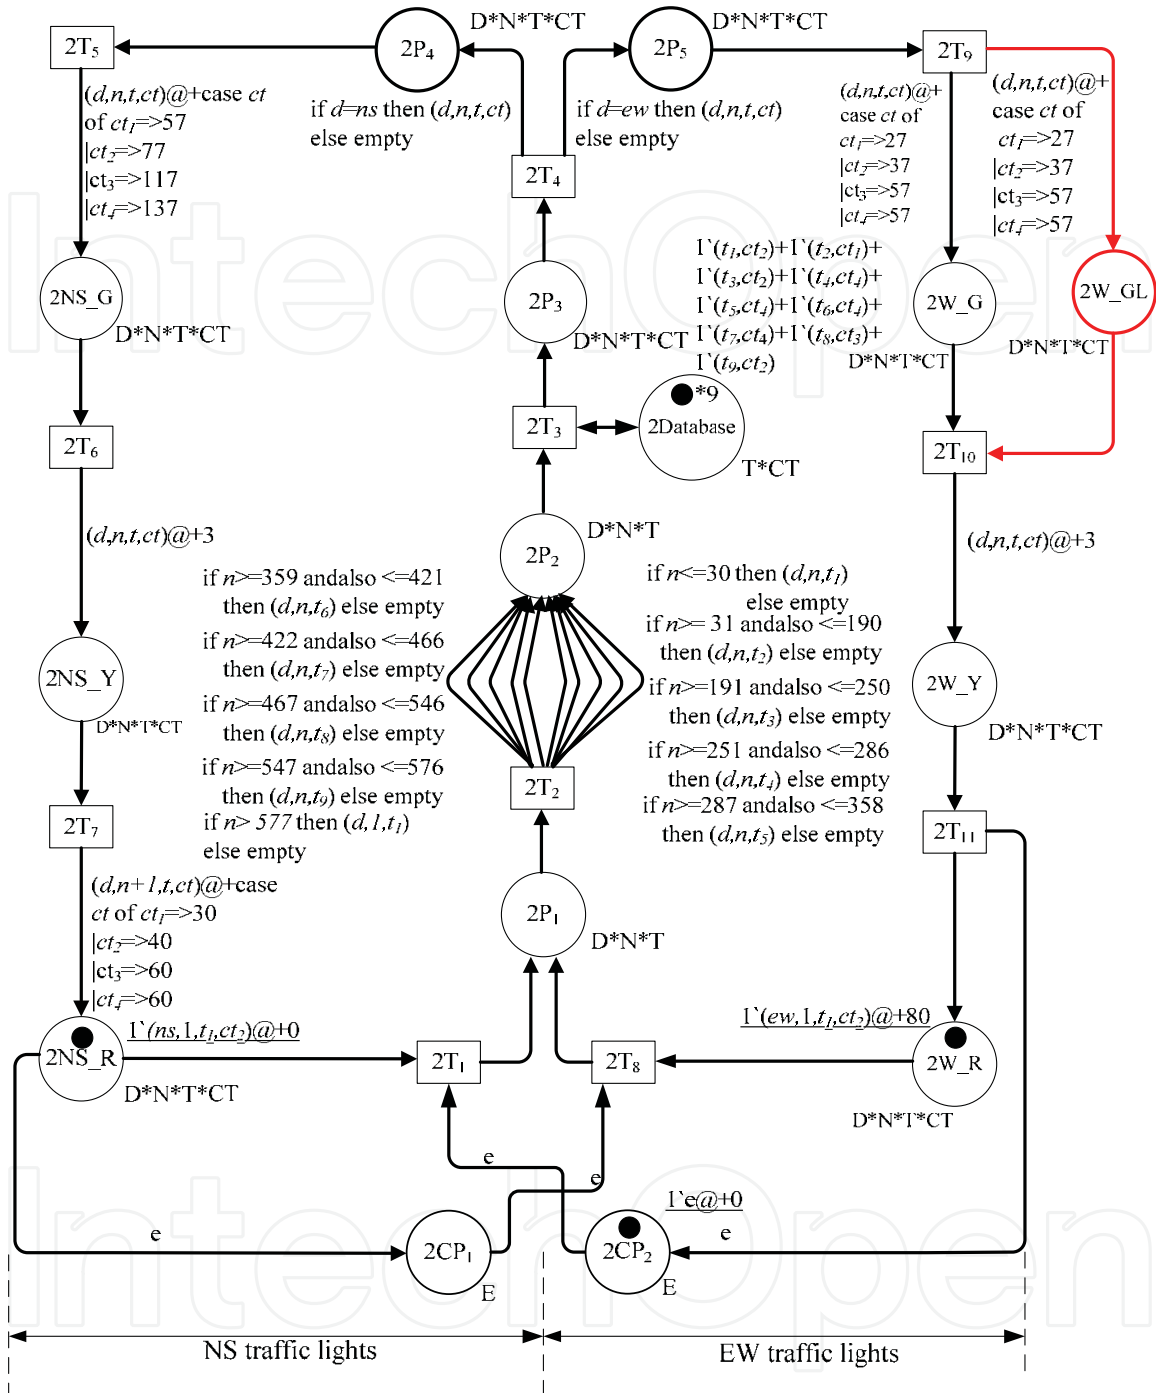 2T5
2P4
D*N*T*CT
2P5
D*N*T*CT
2T9
(d,n,t,ct)@+case ct
of ct1=>57
|ct2=>77
|ct3=>117
|ct4=>137
if d=ns then (d,n,t,ct)
else empty
if d=ew then (d,n,t,ct)
else empty
(d,n,t,ct)@+
case ct of
ct1=>27
|ct2=>37
|ct3=>57
|ct4=>57
(d,n,t,ct)@+
case ct of
ct1=>27
|ct2=>37
|ct3=>57
|ct4=>57
2T4
2NS_G
D*N*T*CT
2P3
D*N*T*CT
1`(t1,ct2)+1`(t2,ct1)+
1`(t3,ct2)+1`(t4,ct4)+
1`(t5,ct4)+1`(t6,ct4)+
1`(t7,ct4)+1`(t8,ct3)+
1`(t9,ct2)
2W_G
D*N*T*CT
2W_GL
D*N*T*CT
2T6
2T3
*9
2Database
T*CT
2T10
(d,n,t,ct)@+3
2P2
D*N*T
(d,n,t,ct)@+3
if n>=359 andalso <=421
then (d,n,t6) else empty
if n>=422 andalso <=466
then (d,n,t7) else empty
if n>=467 andalso <=546
then (d,n,t8) else empty
if n>=547 andalso <=576
then (d,n,t9) else empty
if n> 577 then (d,1,t1)
else empty
if n<=30 then (d,n,t1)
else empty
if n>= 31 andalso <=190
then (d,n,t2) else empty
if n>=191 andalso <=250
then (d,n,t3) else empty
if n>=251 andalso <=286
then (d,n,t4) else empty
if n>=287 andalso <=358
then (d,n,t5) else empty
2NS_Y
D*N*T*CT
2W_Y
D*N*T*CT
2T7
2T2
2T11
(d,n+1,t,ct)@+case
ct of ct1=>30
|ct2=>40
|ct3=>60
|ct4=>60
2P1
D*N*T
1`(ns,1,t1,ct2)@+0
1`(ew,1,t1,ct2)@+80
2NS_R
D*N*T*CT
2T1
2T8
2W_R
D*N*T*CT
e
e
1`e@+0
e
2CP1
E
2CP2
E
e
NS traffic lights
EW traffic lights
IntechOpen
IntechOpen